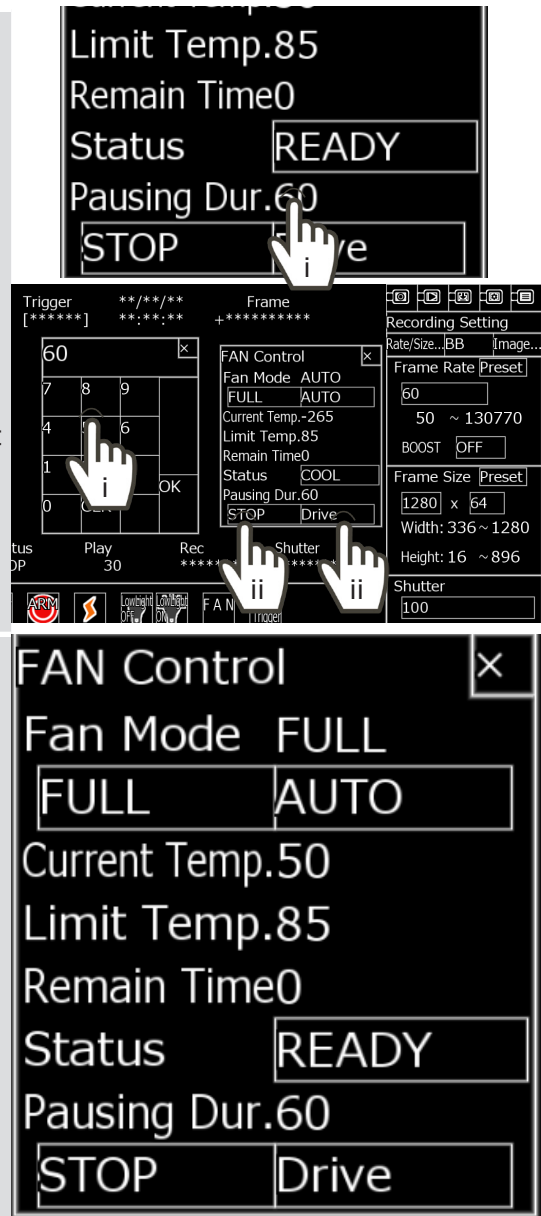 Limit Temp.85
Remain Time0
Status READY
Pausing Dur.60
STOP
i
Trigger **/**/** Frame
[******] **:**:** +**********
Recording Setting
Rate/Size... BB Image...
60 ×
7 8 9
4 6
1
0
OK
i
FAN Control ×
Fan Mode AUTO
FULL AUTO
Current Temp.-265
Limit Temp.85
Remain Time0
Status COOL
Pausing Dur.60
STOP Drive
ii ii
Frame Rate Preset
60
50 ~ 130770
BOOST OFF
Frame Size Preset
1280 x 64
Width: 336~1280
Height: 16 ~896
Shutter
100
Play Rec Shutter
30
ARM FAN Trigger
FAN Control ×
Fan Mode FULL
FULL AUTO
Current Temp.50
Limit Temp.85
Remain Time0
Status READY
Pausing Dur.60
STOP Drive